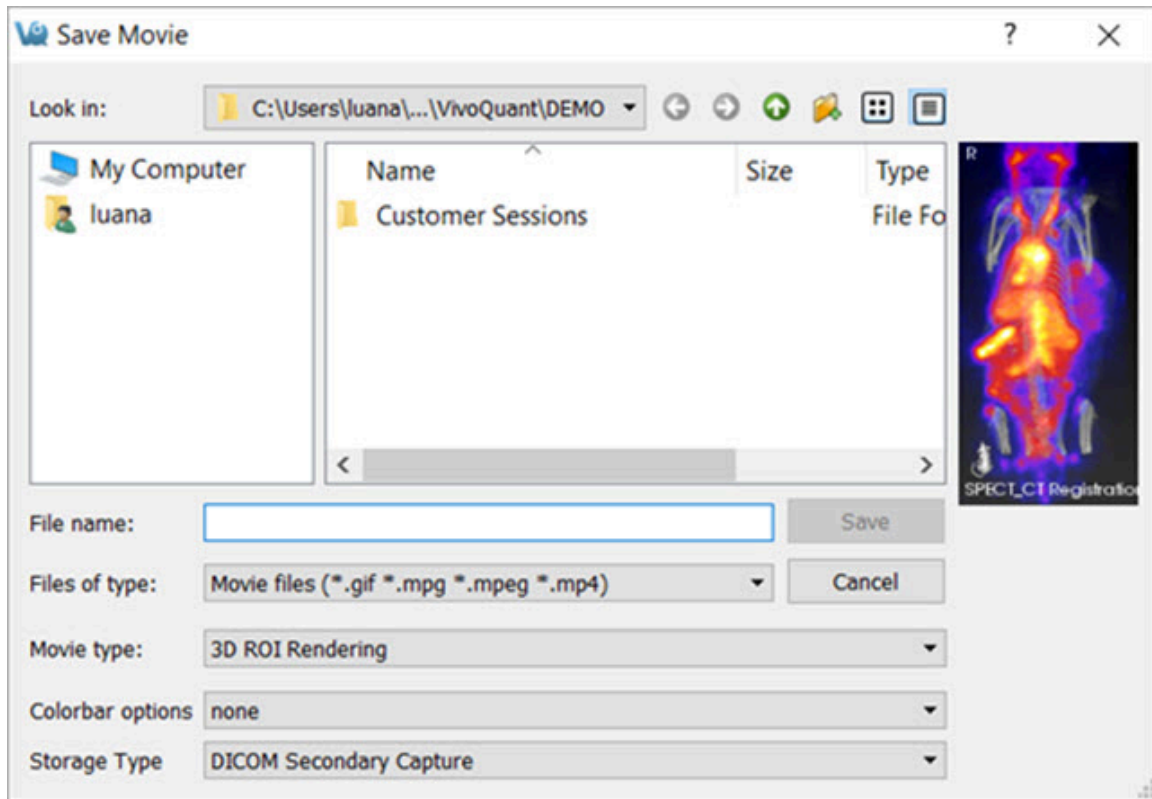 VQ Save Movie ?
Look in: C:\Users\luana\...\VivoQuant\DEMO
My Computer
luana
Name Size Type
Customer Sessions File Fo
R
SPECT_CT Registratio
File name: Save
Files of type: Movie files (*.gif *.mpg *.mpeg *.mp4) Cancel
Movie type: 3D ROI Rendering
Colorbar options none
Storage Type DICOM Secondary Capture